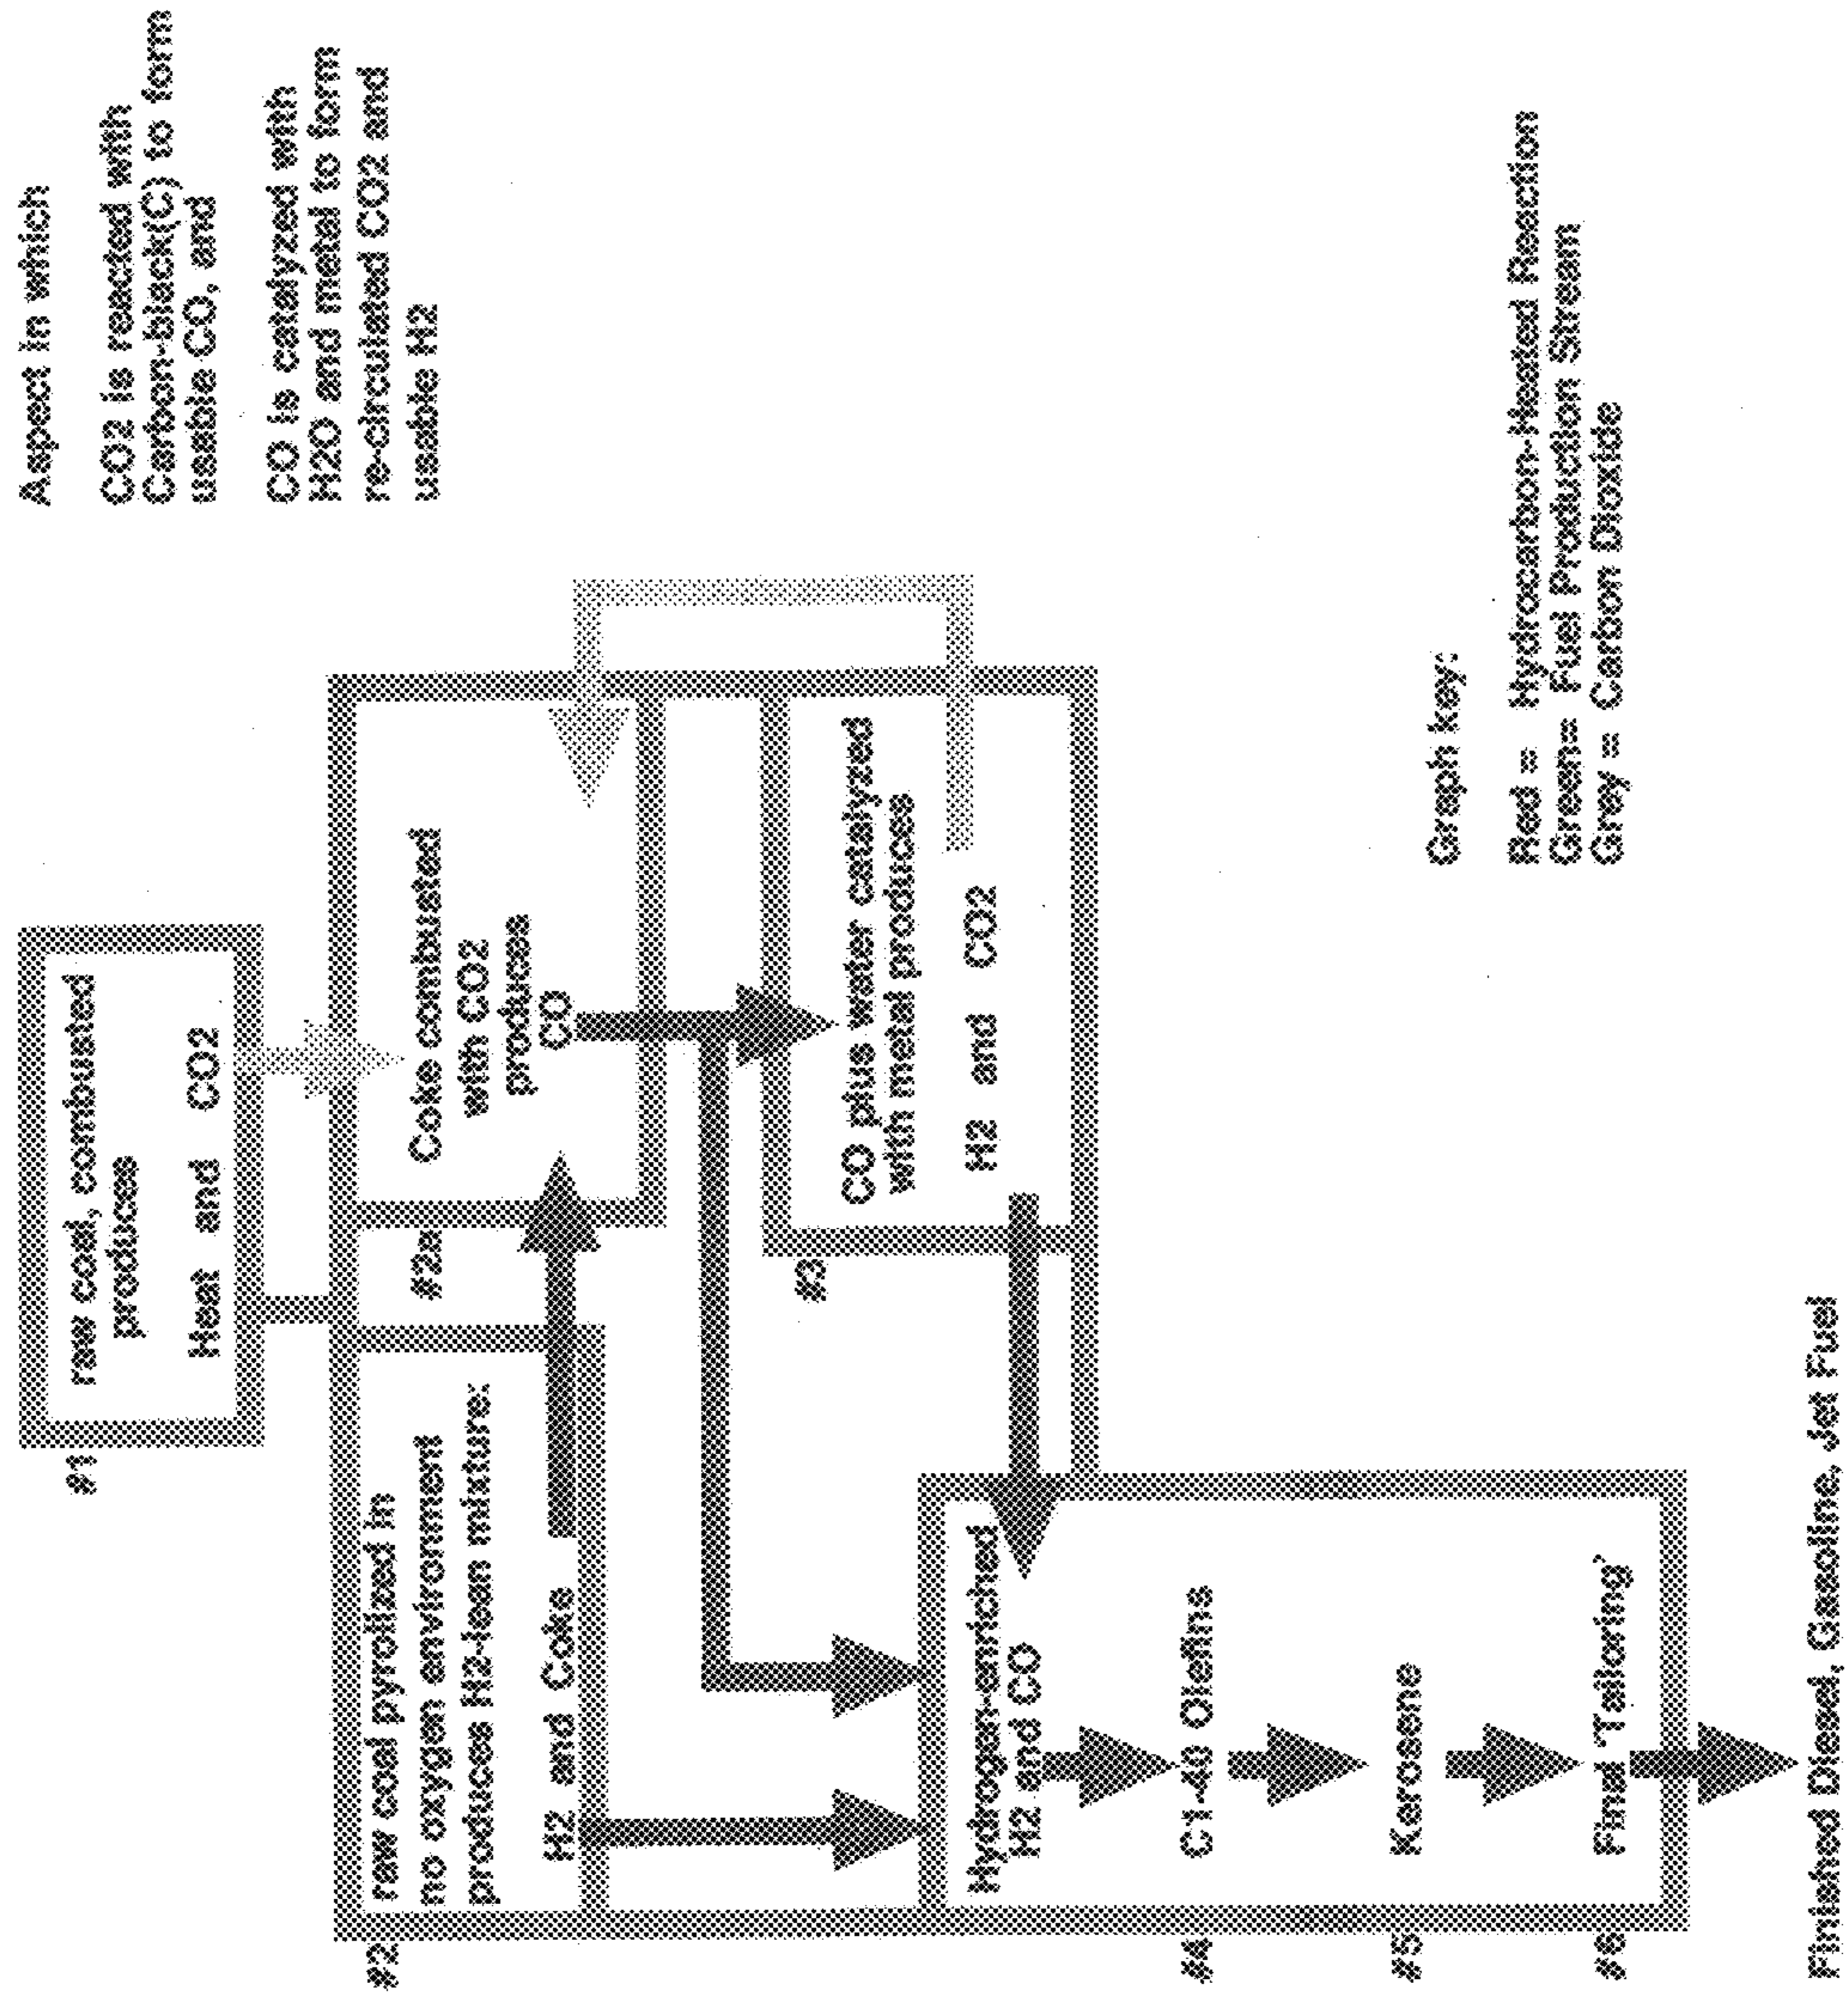 Aspect in which
CO2 is reacted with
Carbon-black(C) to form
usable CO, and
CO is catalyzed with
H2O and metal to form
re-circulated CO2 and
usable H2
#1
raw coal, combusted
produces
Heat and CO2
#2
raw coal pyrolized in
no oxygen environment
produces H2-lean mixture:
H2 and Coke
#2a
Coke combusted
with CO2
produces
CO
#3
CO plus water catalyzed
with metal produces
H2 and CO2
Hydrogen-enriched
H2 and CO
#4
C1-40 Olefins
#5
Kerosene
#6
Final 'Tailoring'
Finished Diesel, Gasoline, Jet Fuel
Graph key:
Red = Hydrocarbon-Heated Reaction
Green= Fuel Production Stream
Grey = Carbon Dioxide